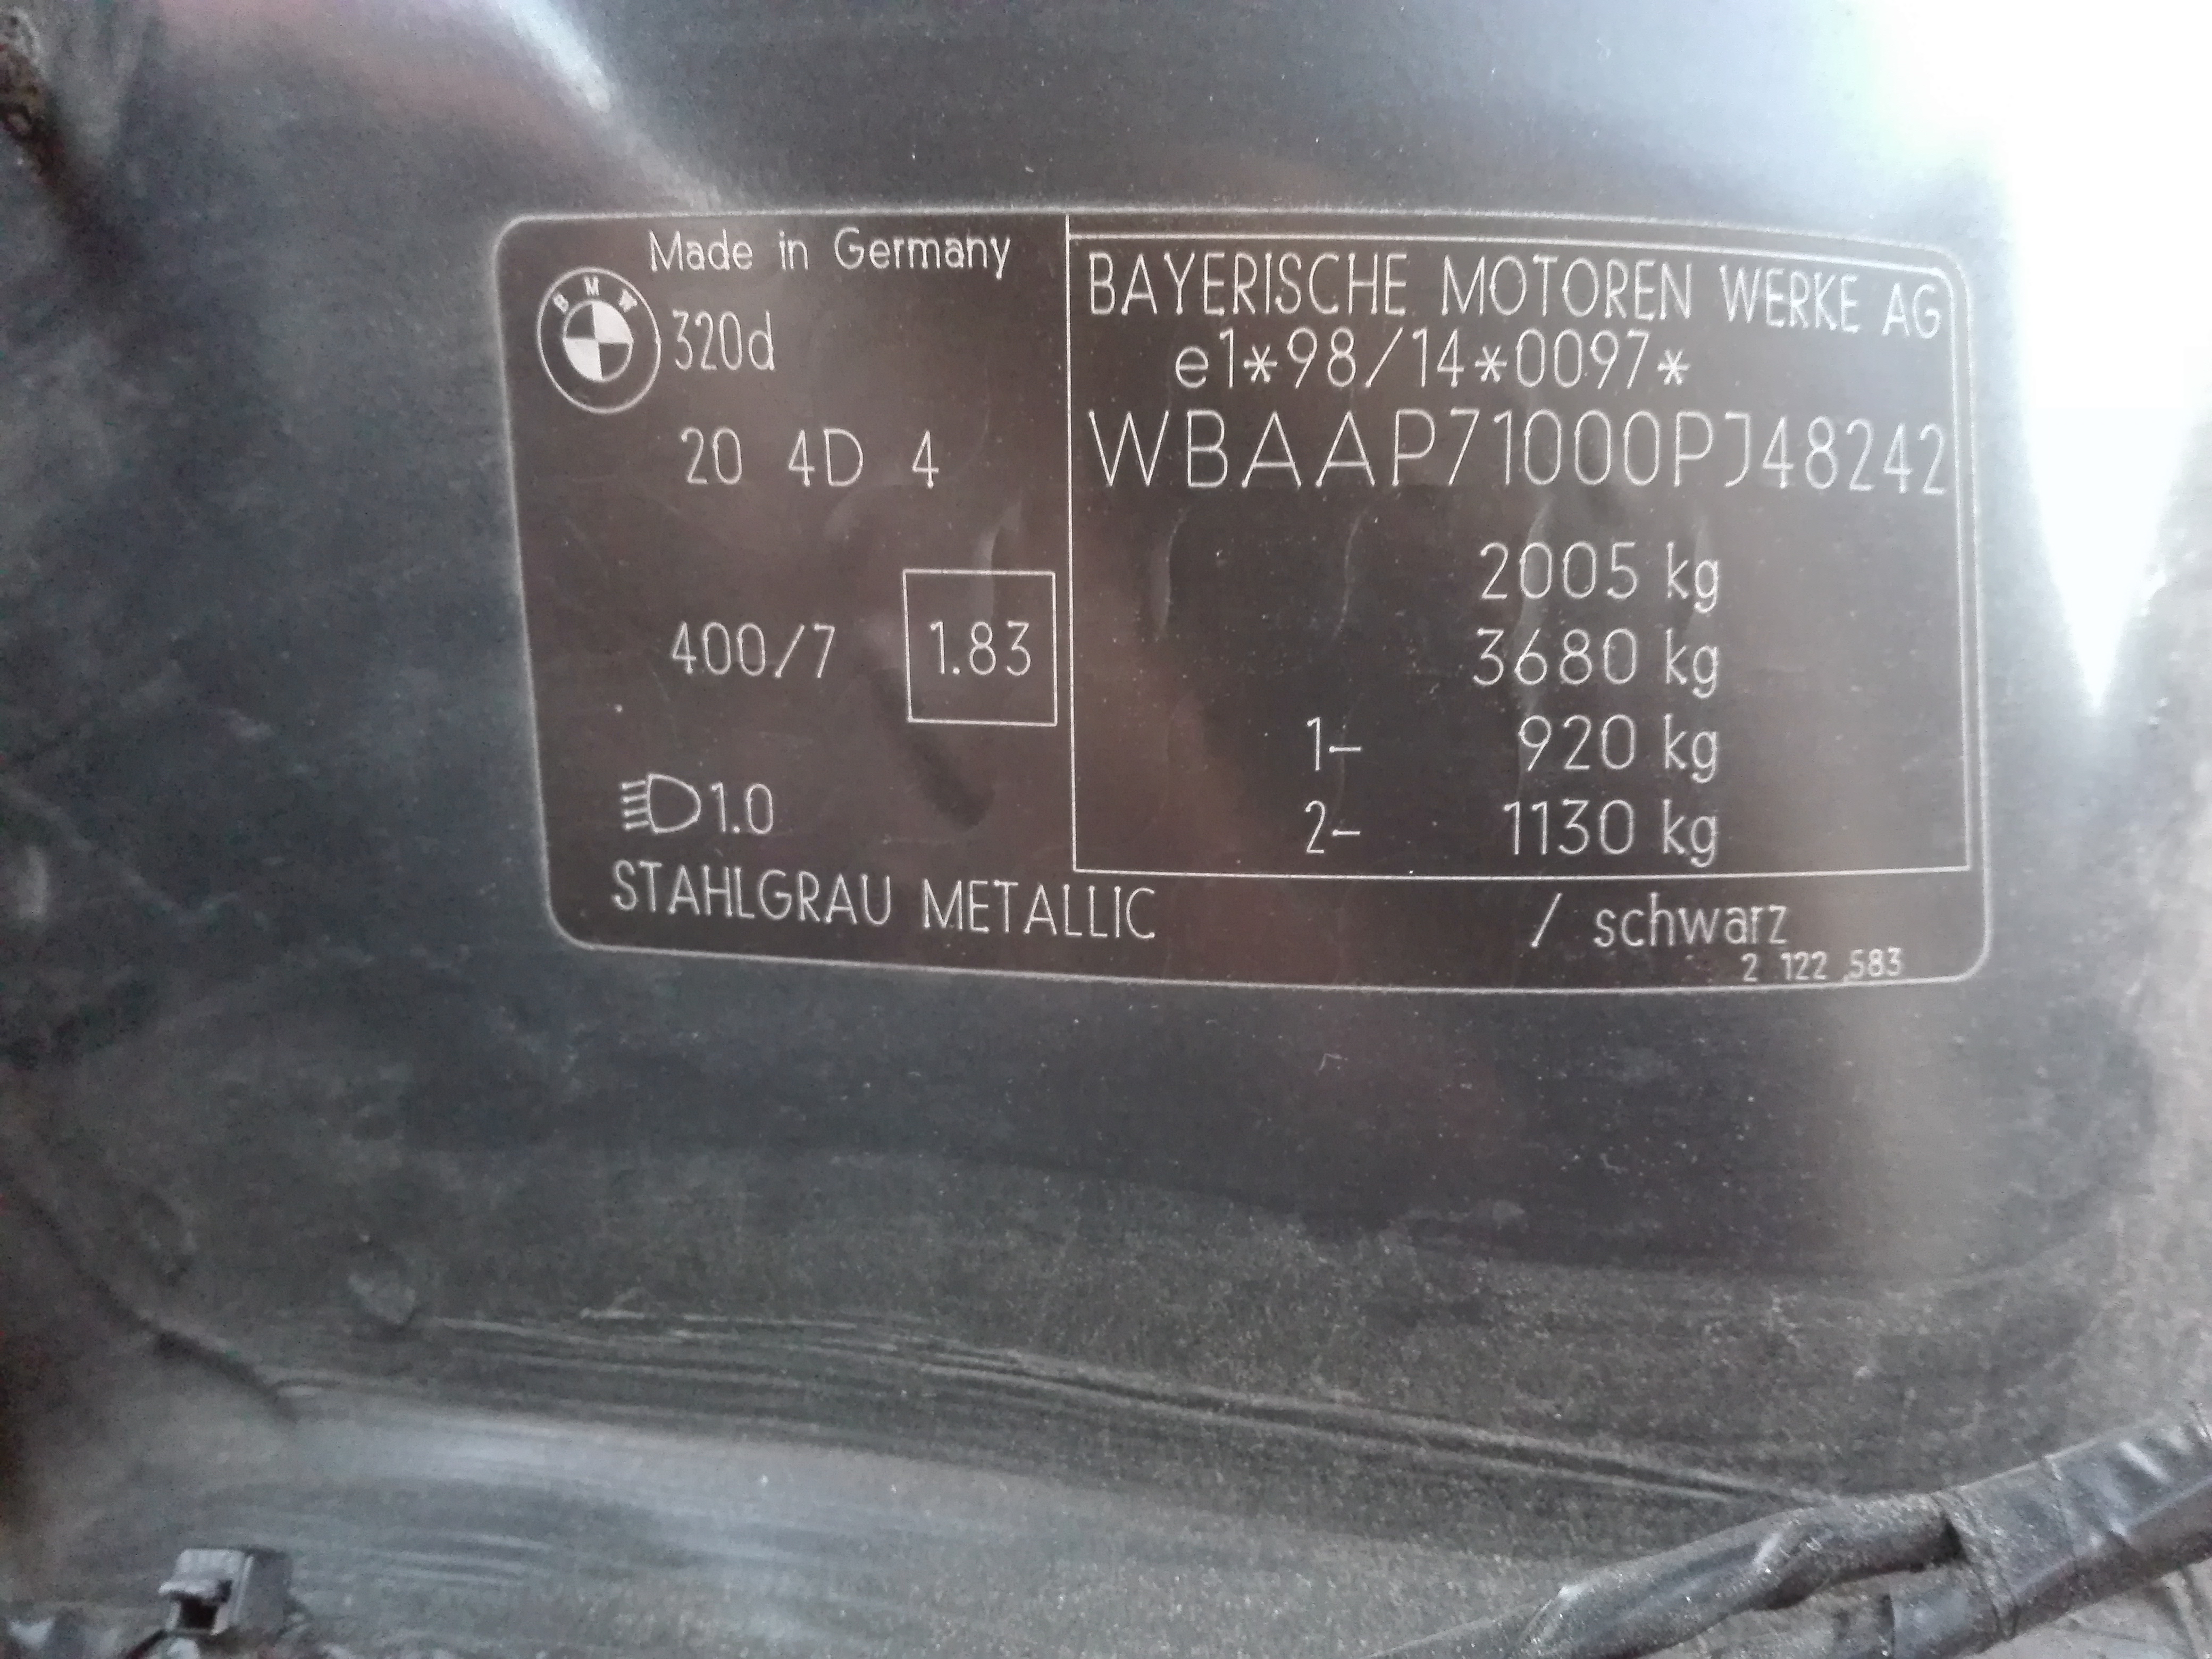 Made in Germany
BMW
320d
20 4D 4
400/7
1.83
1.0
STAHLGRAU METALLIC / schwarz
2 122 583
BAYERISCHE MOTOREN WERKE AG
e1*98/14*0097*
WBAAP71000PJ48242
2005 kg
3680 kg
1– 920 kg
2– 1130 kg